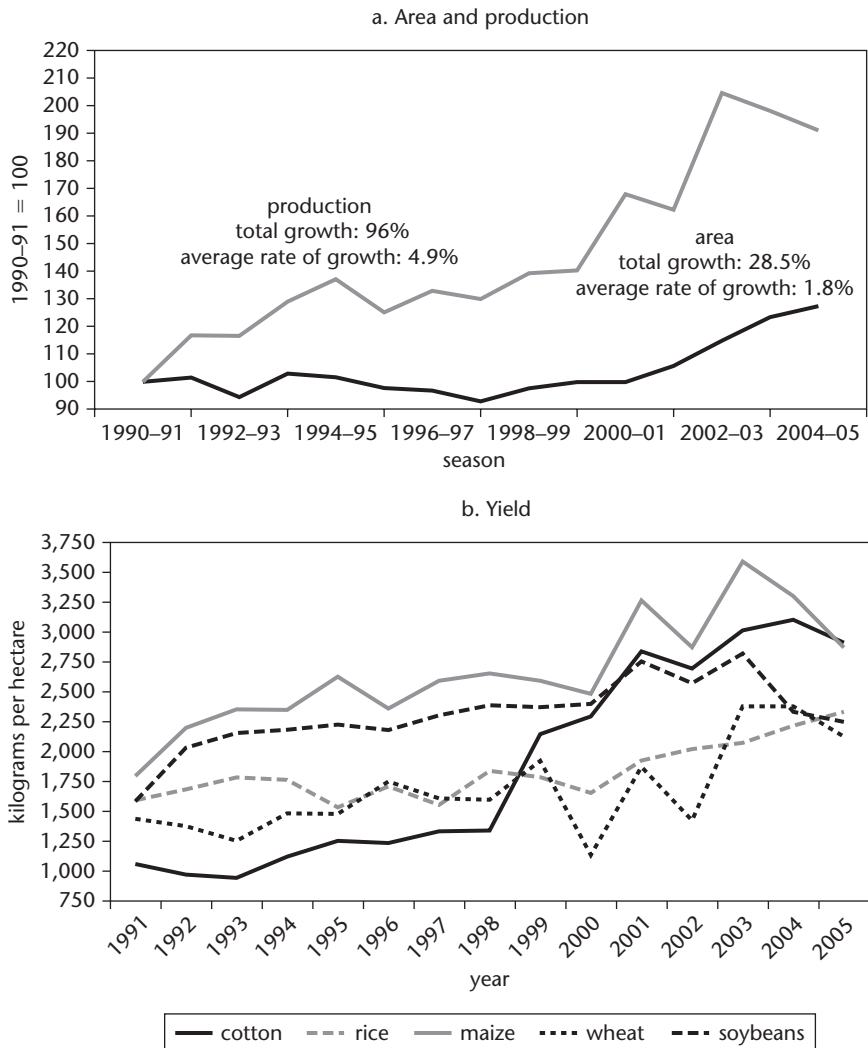 a. Area and production
220
210
200
190
180
170
160
150
140
130
120
110
100
90
1990–91 = 100
production
total growth: 96%
average rate of growth: 4.9%
area
total growth: 28.5%
average rate of growth: 1.8%
1990–91 1992–93 1994–95 1996–97 1998–99 2000–01 2002–03 2004–05
season
b. Yield
3,750
3,500
3,250
3,000
2,750
2,500
2,250
2,000
1,750
1,500
1,250
1,000
750
kilograms per hectare
1991 1992 1993 1994 1995 1996 1997 1998 1999 2000 2001 2002 2003 2004 2005
year
cotton rice maize wheat soybeans